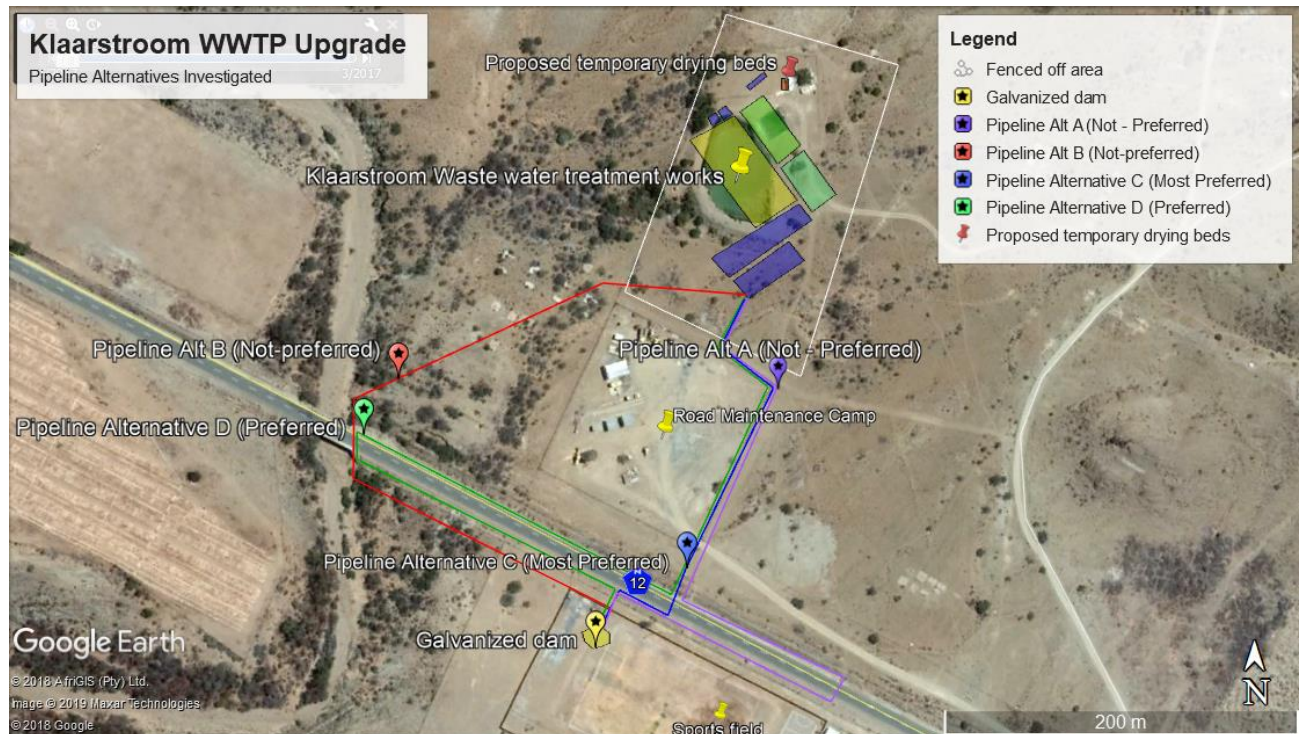 Klaarstroom WWTP Upgrade
Pipeline Alternatives Investigated
3/2017
Legend
Fenced off area
Galvanized dam
Pipeline Alt A (Not - Preferred)
Pipeline Alt B (Not-preferred)
Pipeline Alternative C (Most Preferred)
Pipeline Alternative D (Preferred)
Proposed temporary drying beds
Proposed temporary drying beds
Klaarstroom Waste water treatment works
Pipeline Alt B (Not-preferred)
Pipeline Alt A (Not - Preferred)
Road Maintenance Camp
Pipeline Alternative D (Preferred)
Pipeline Alternative C (Most Preferred)
N
12
Galvanized dam
Sports field
Google Earth
© 2018 AfriGIS (Pty) Ltd.
Image © 2019 Maxar Technologies
© 2018 Google
N
200 m